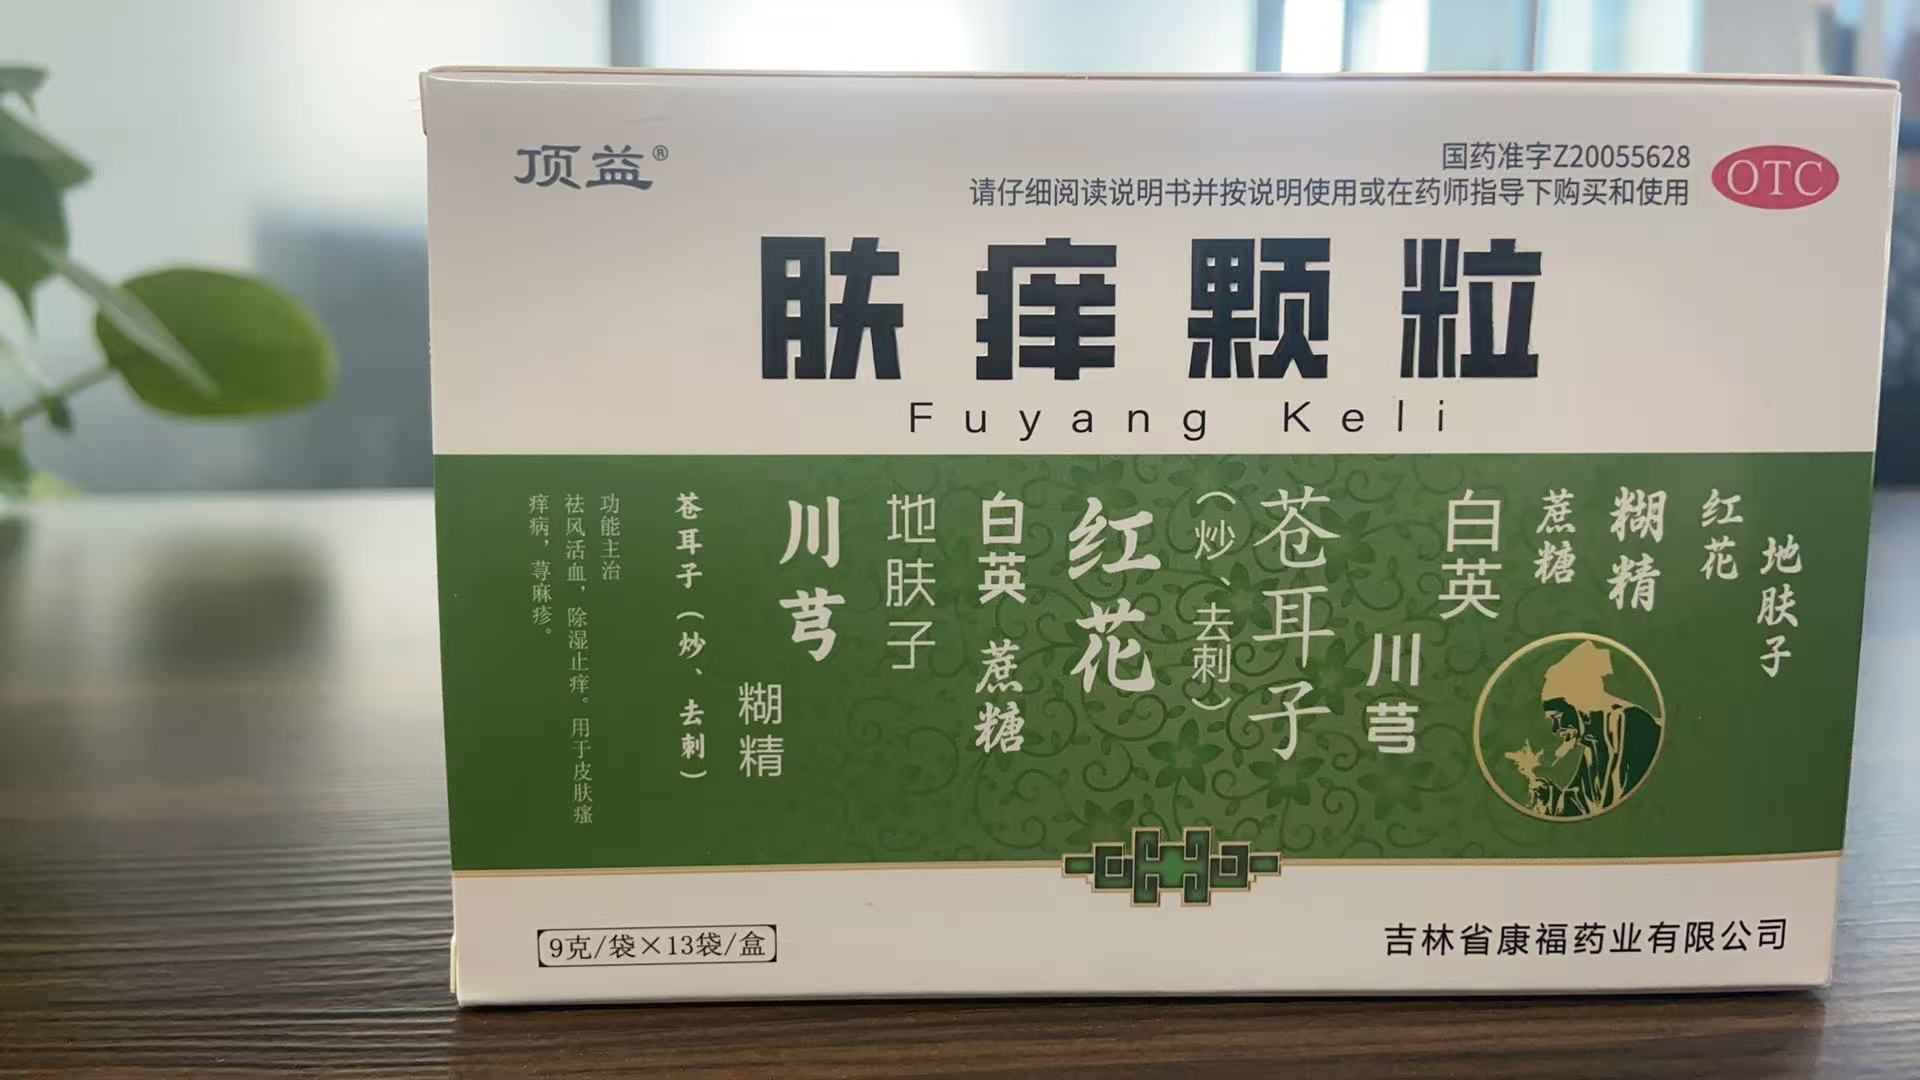 顶益®
国药准字Z20055628
请仔细阅读说明书并按说明使用或在药师指导下购买和使用
OTC
肤痒颗粒
Fuyang Keli
功能主治
祛风活血，除湿止痒。用于皮肤瘙
痒病，荨麻疹。
苍耳子（炒、去刺）
糊精
川芎
地肤子
白英
蔗糖
红花
（炒、去刺）
苍耳子
川芎
白英
蔗糖
糊精
红花
地肤子
9克/袋×13袋/盒
吉林省康福药业有限公司